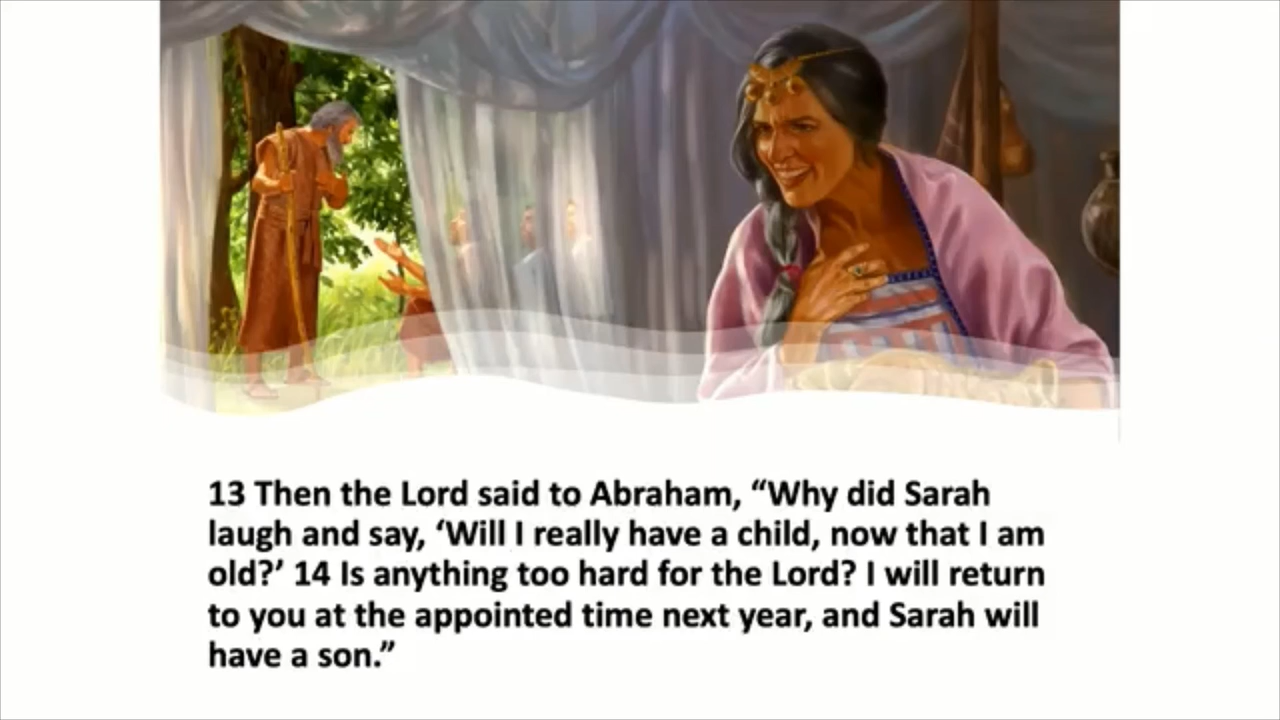 13 Then the Lord said to Abraham, “Why did Sarah
laugh and say, ‘Will I really have a child, now that I am
old?’ 14 Is anything too hard for the Lord? I will return
to you at the appointed time next year, and Sarah will
have a son.”